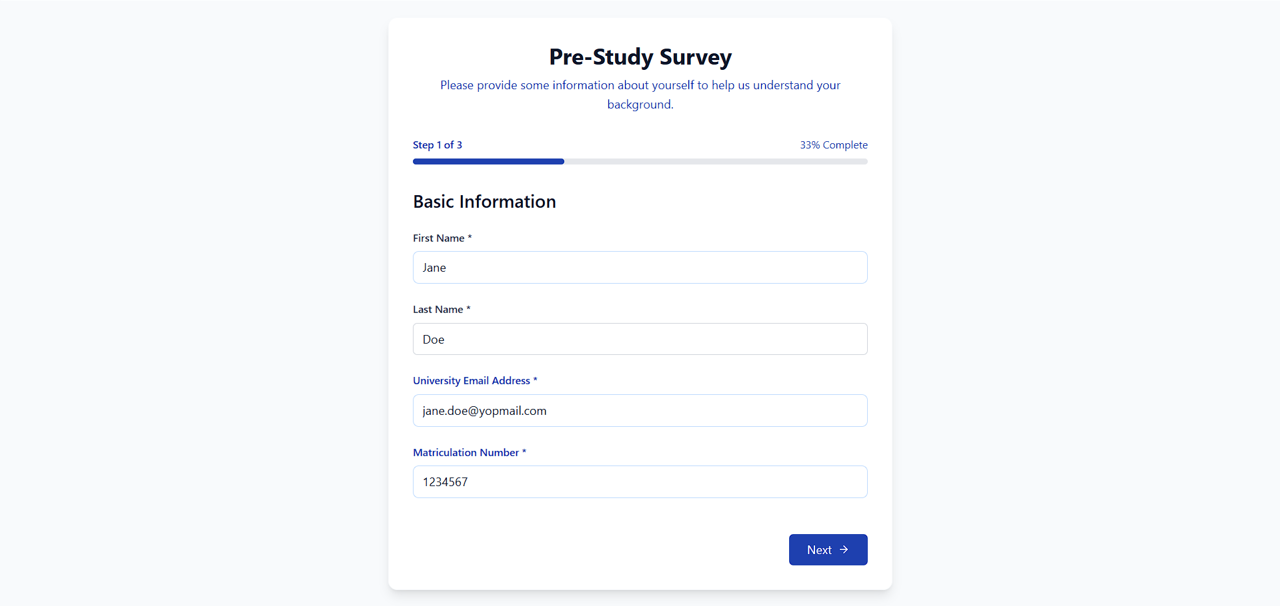 Pre-Study Survey
Please provide some information about yourself to help us understand your
background.
Step 1 of 3
33% Complete
Basic Information
First Name *
Jane
Last Name *
Doe
University Email Address *
jane.doe@yopmail.com
Matriculation Number *
1234567
Next →